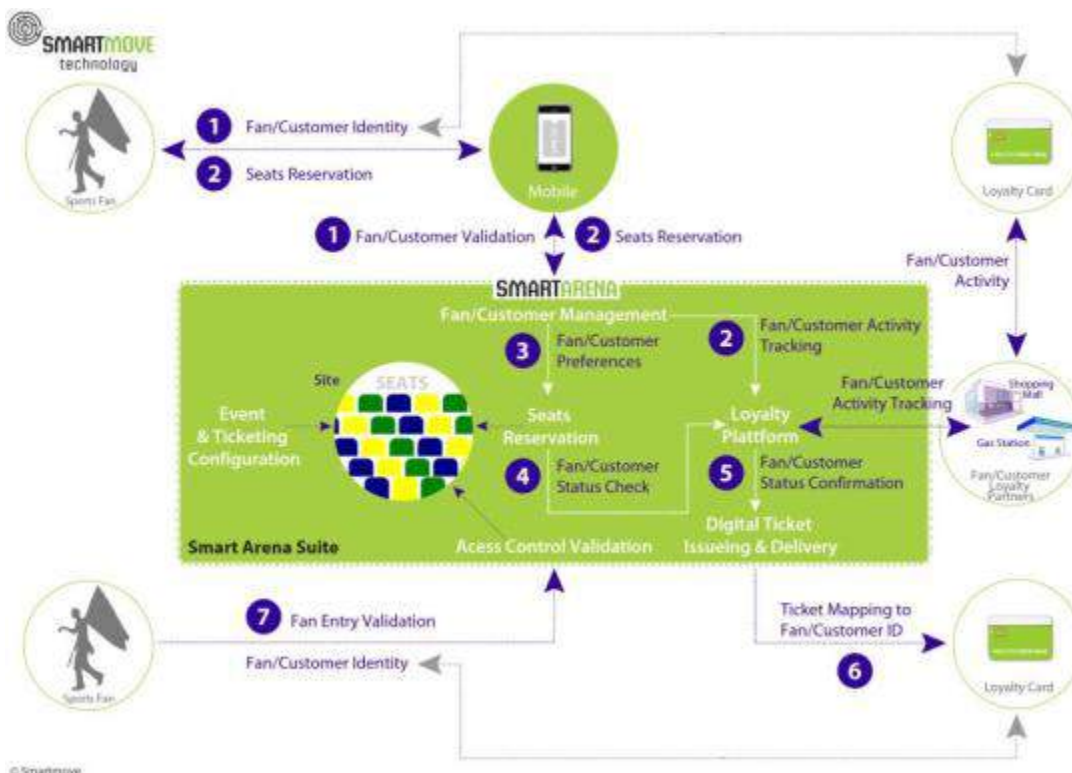 SMARTMOVE
technology
1
Fan/Customer Identity
2
Seats Reservation
Sports Fan
Mobile
Loyalty Card
1
Fan/Customer Validation
2
Seats Reservation
Fan/Customer
Activity
SMARTARENA
Fan/Customer Management
3
Fan/Customer
Preferences
2
Fan/Customer Activity
Tracking
Site
SEATS
Event
& Ticketing
Configuration
Seats
Reservation
Loyalty
Plattform
Fan/Customer
Activity Tracking
Shopping
Mall
Gas Station
Fan/Customer
Loyalty
Partners
4
Fan/Customer
Status Check
5
Fan/Customer
Status Confirmation
Digital Ticket
Issueing & Delivery
Acess Control Validation
Smart Arena Suite
7
Fan Entry Validation
Fan/Customer Identity
Sports Fan
Ticket Mapping to
Fan/Customer ID
6
Loyalty Card
© Smartmove